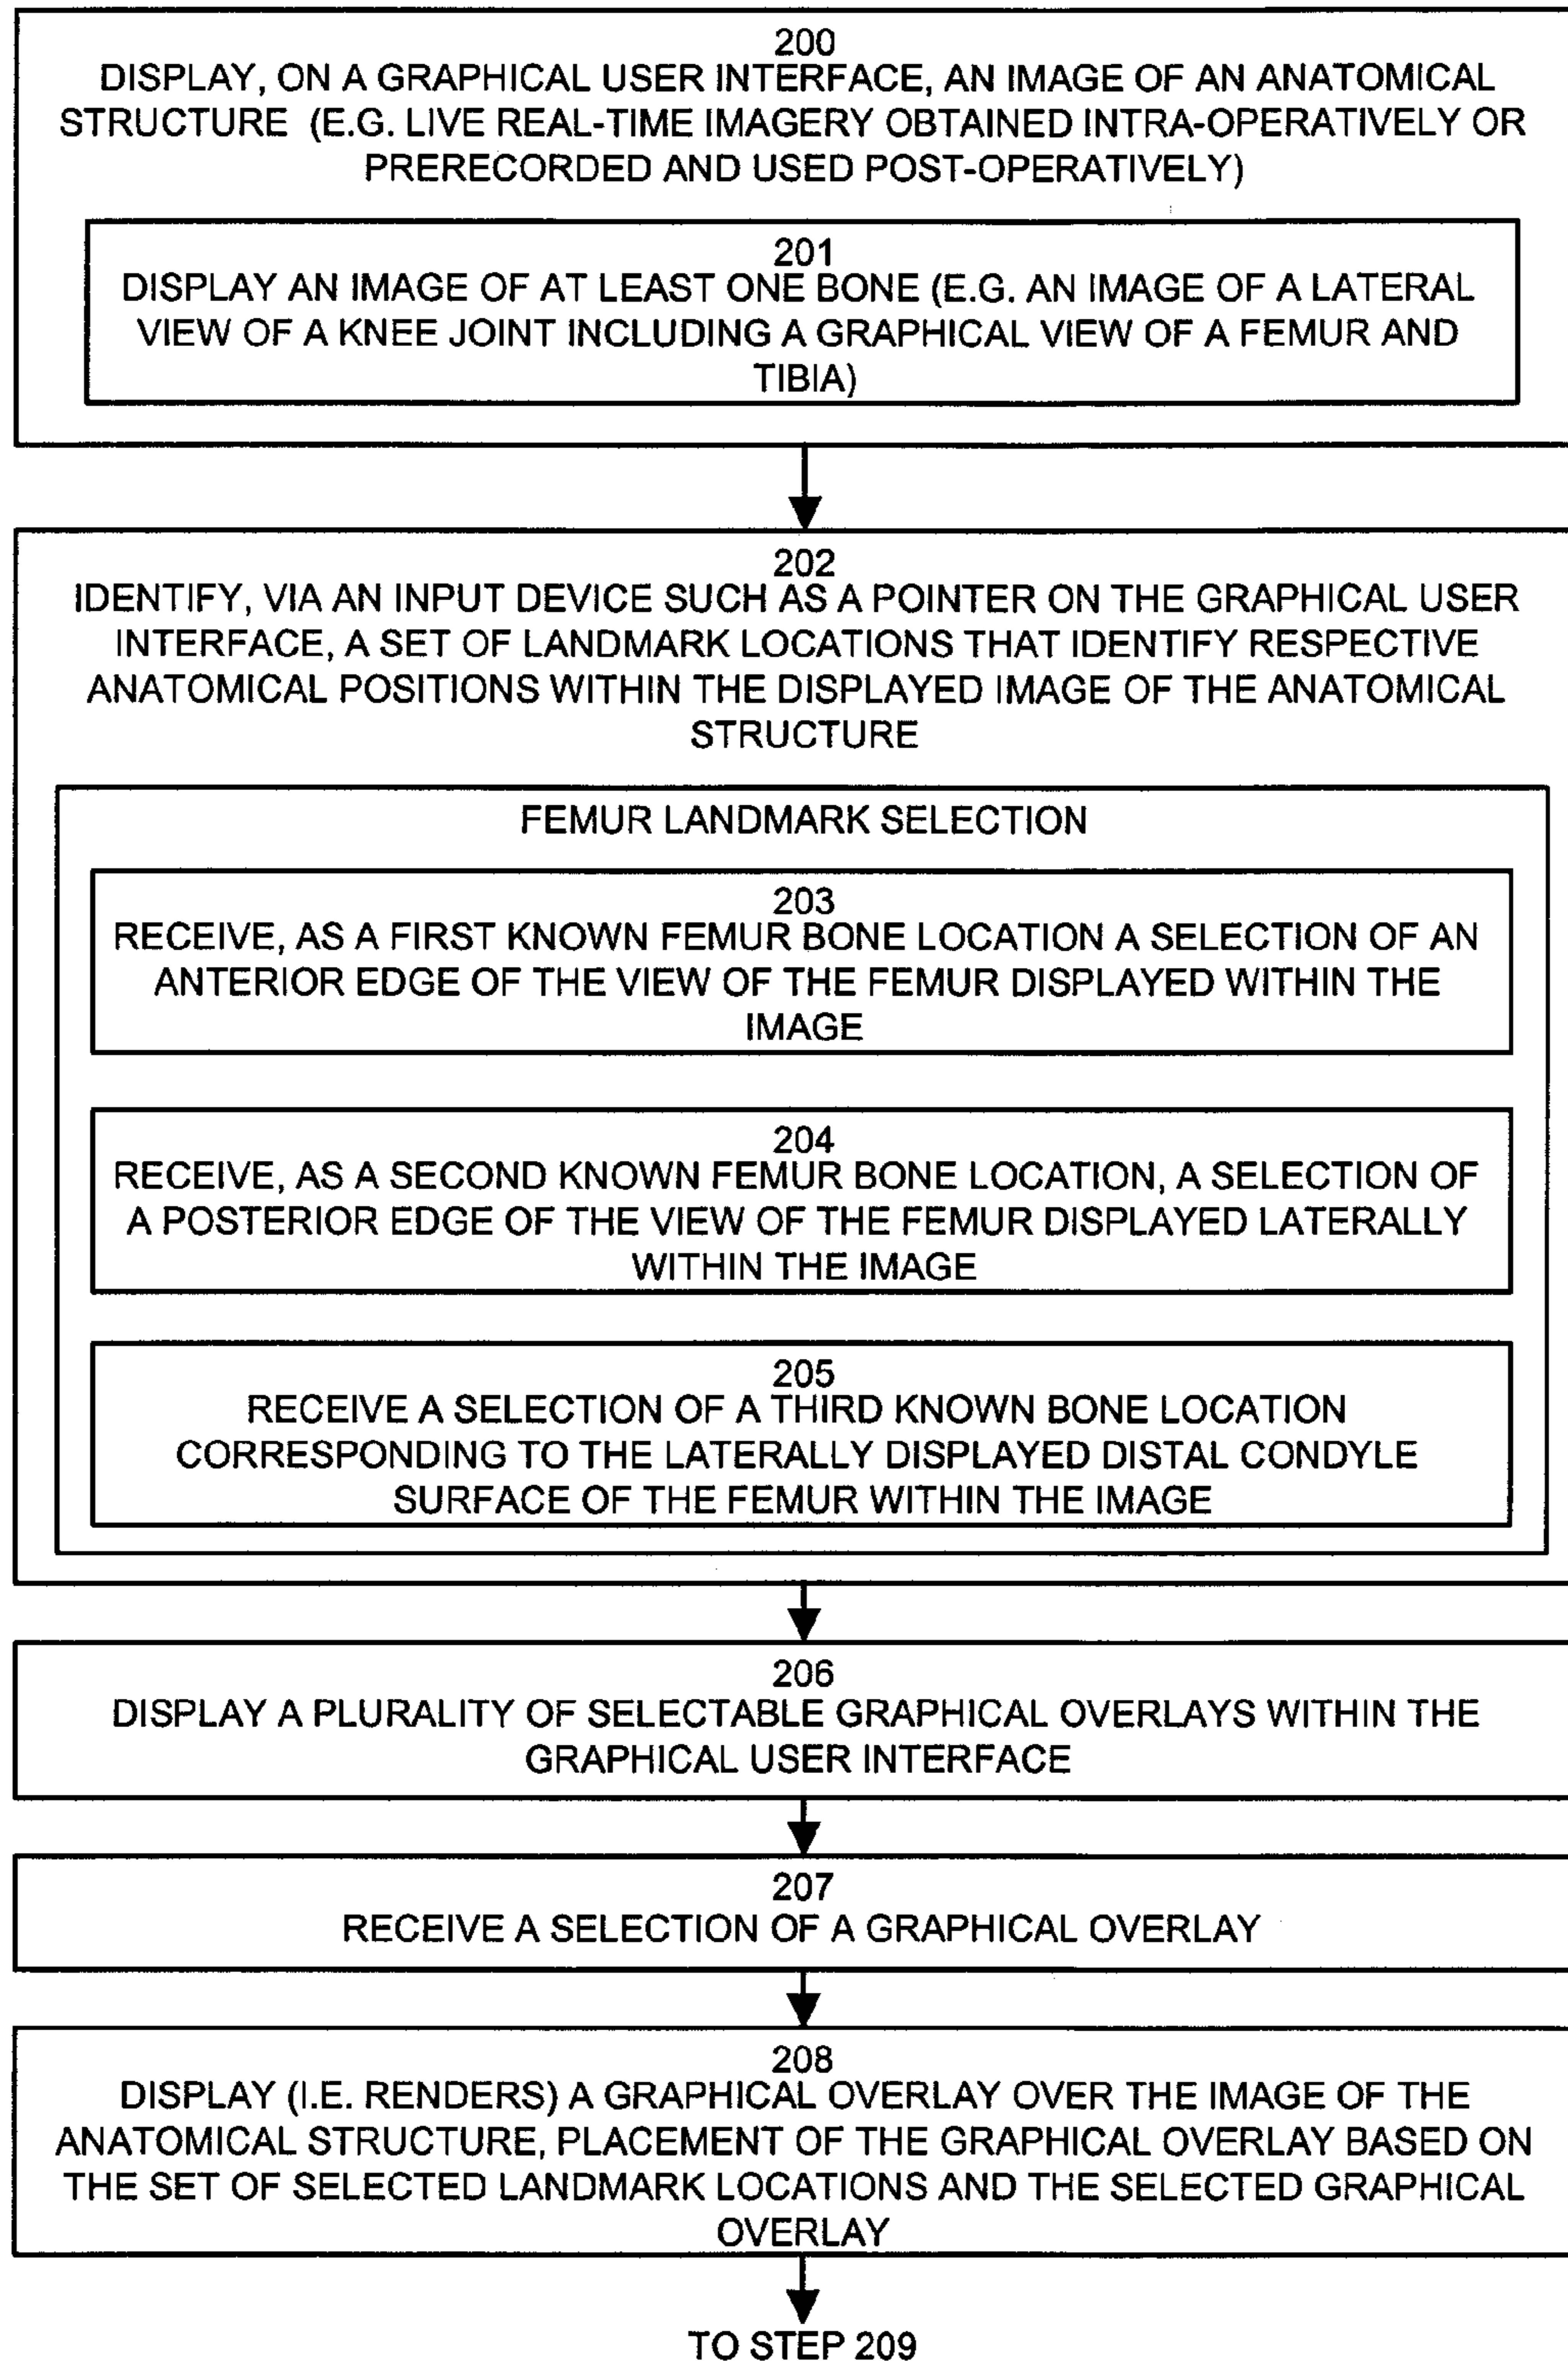 200
DISPLAY, ON A GRAPHICAL USER INTERFACE, AN IMAGE OF AN ANATOMICAL
STRUCTURE (E.G. LIVE REAL-TIME IMAGERY OBTAINED INTRA-OPERATIVELY OR
PRERECORDED AND USED POST-OPERATIVELY)
201
DISPLAY AN IMAGE OF AT LEAST ONE BONE (E.G. AN IMAGE OF A LATERAL
VIEW OF A KNEE JOINT INCLUDING A GRAPHICAL VIEW OF A FEMUR AND
TIBIA)
202
IDENTIFY, VIA AN INPUT DEVICE SUCH AS A POINTER ON THE GRAPHICAL USER
INTERFACE, A SET OF LANDMARK LOCATIONS THAT IDENTIFY RESPECTIVE
ANATOMICAL POSITIONS WITHIN THE DISPLAYED IMAGE OF THE ANATOMICAL
STRUCTURE
FEMUR LANDMARK SELECTION
203
RECEIVE, AS A FIRST KNOWN FEMUR BONE LOCATION A SELECTION OF AN
ANTERIOR EDGE OF THE VIEW OF THE FEMUR DISPLAYED WITHIN THE
IMAGE
204
RECEIVE, AS A SECOND KNOWN FEMUR BONE LOCATION, A SELECTION OF
A POSTERIOR EDGE OF THE VIEW OF THE FEMUR DISPLAYED LATERALLY
WITHIN THE IMAGE
205
RECEIVE A SELECTION OF A THIRD KNOWN BONE LOCATION
CORRESPONDING TO THE LATERALLY DISPLAYED DISTAL CONDYLE
SURFACE OF THE FEMUR WITHIN THE IMAGE
206
DISPLAY A PLURALITY OF SELECTABLE GRAPHICAL OVERLAYS WITHIN THE
GRAPHICAL USER INTERFACE
207
RECEIVE A SELECTION OF A GRAPHICAL OVERLAY
208
DISPLAY (I.E. RENDERS) A GRAPHICAL OVERLAY OVER THE IMAGE OF THE
ANATOMICAL STRUCTURE, PLACEMENT OF THE GRAPHICAL OVERLAY BASED ON
THE SET OF SELECTED LANDMARK LOCATIONS AND THE SELECTED GRAPHICAL
OVERLAY
TO STEP 209